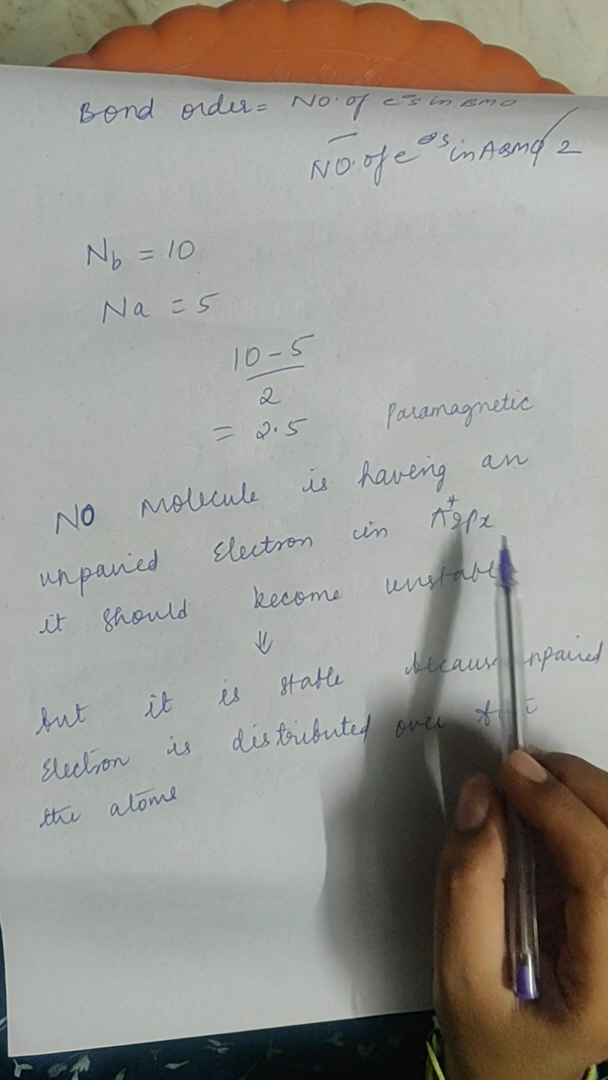 Bond order = NO. of e⁻s in BMO
— NO. of e⁻s in ABMO / 2
Nb = 10
Na = 5
10 - 5
2
= 2.5 paramagnetic
NO molecule is having an
unpaired Electron in π*2px
it should become unstable
⇓
but it is stable because unpaired
Electron is distributed over
the atoms